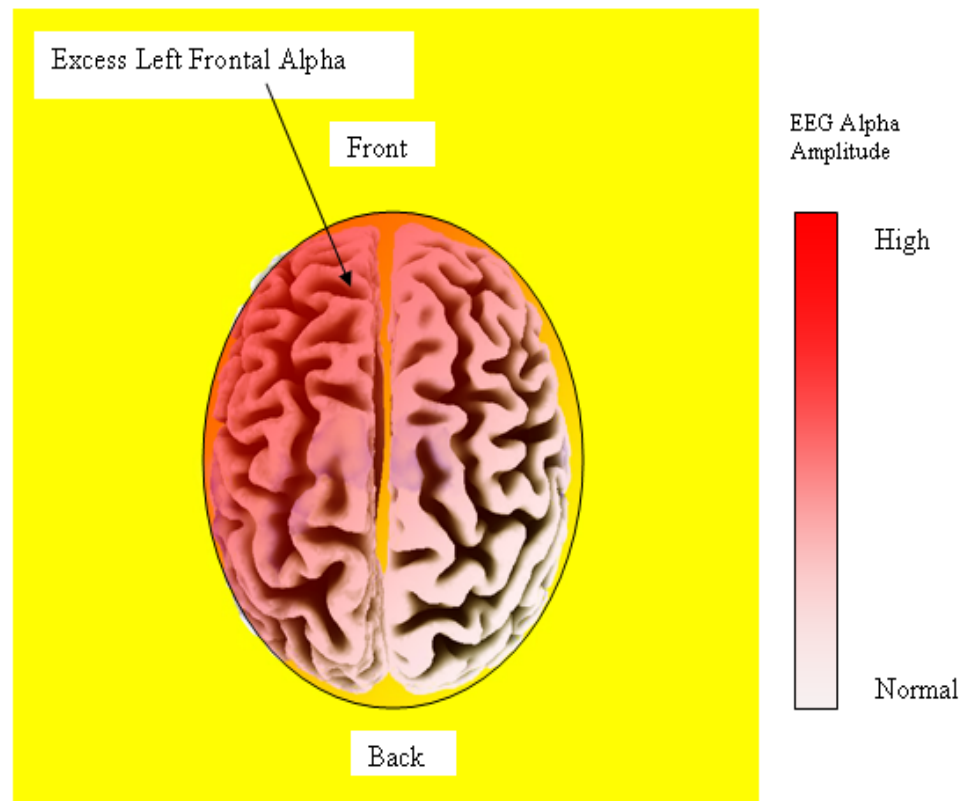 Excess Left Frontal Alpha
Front
EEG Alpha
Amplitude
High
Normal
Back